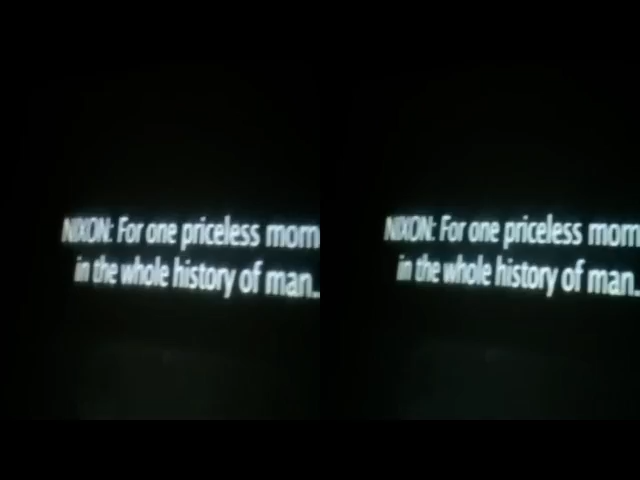 NIXON: For one priceless mom
in the whole history of man..
NIXON: For one priceless mom
in the whole history of man..